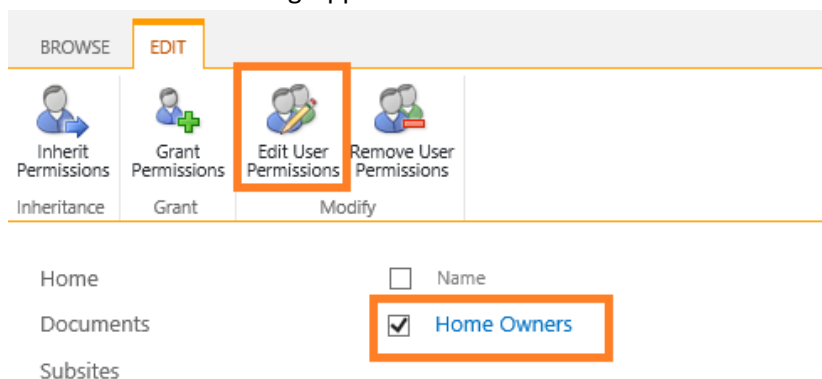 BROWSE EDIT
Inherit Grant Edit User Remove User
Permissions Permissions Permissions Permissions
Inheritance Grant Modify
Home Name
Documents Home Owners
Subsites